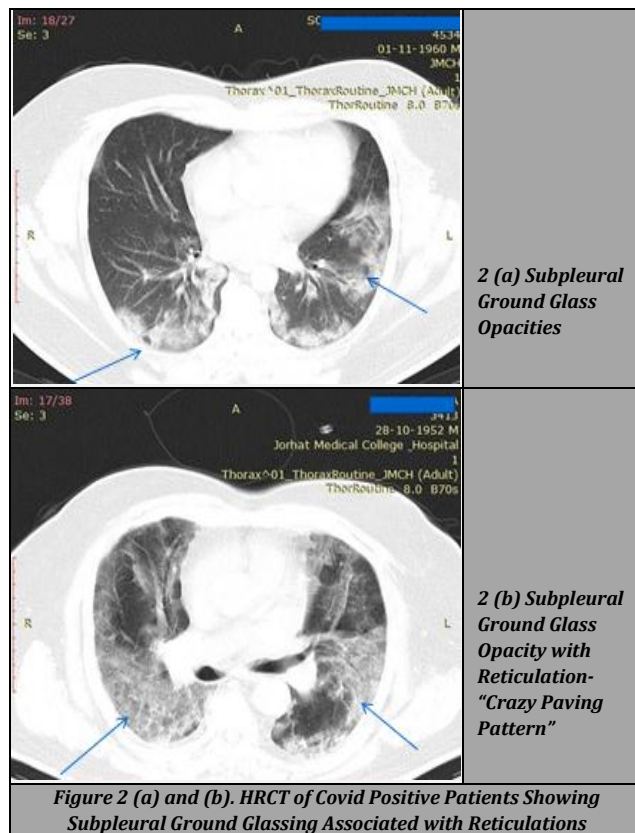 Im: 18/27
Se: 3
A
4534
01-11-1960 M
JMCH
1
Thorax^01_ThoraxRoutine_JMCH (Adult)
ThorRoutine 8.0 B70s
R
L
2 (a) Subpleural
Ground Glass
Opacities
Im: 17/38
Se: 3
A
3413
28-10-1952 M
Jorhat Medical College _Hospital
1
Thorax^01_ThoraxRoutine_JMCH (Adult)
ThorRoutine 8.0 B70s
R
L
2 (b) Subpleural
Ground Glass
Opacity with
Reticulation-
“Crazy Paving
Pattern”
Figure 2 (a) and (b). HRCT of Covid Positive Patients Showing
Subpleural Ground Glassing Associated with Reticulations